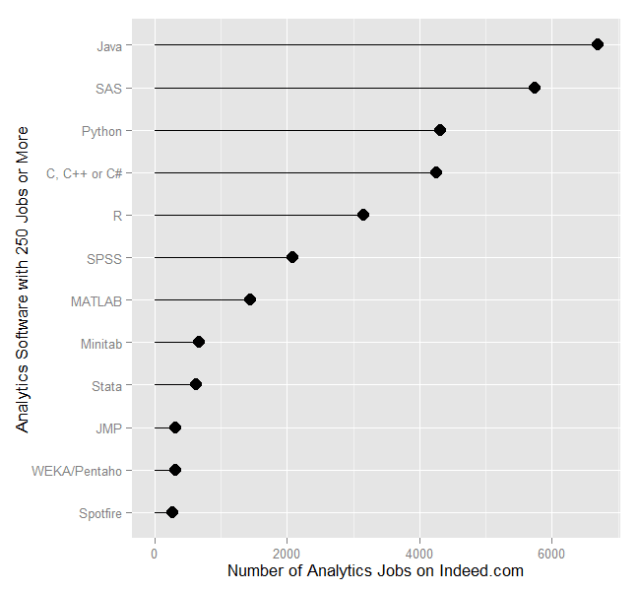 Analytics Software with 250 Jobs or More
Java
SAS
Python
C, C++ or C#
R
SPSS
MATLAB
Minitab
Stata
JMP
WEKA/Pentaho
Spotfire
0 2000 4000 6000
Number of Analytics Jobs on Indeed.com